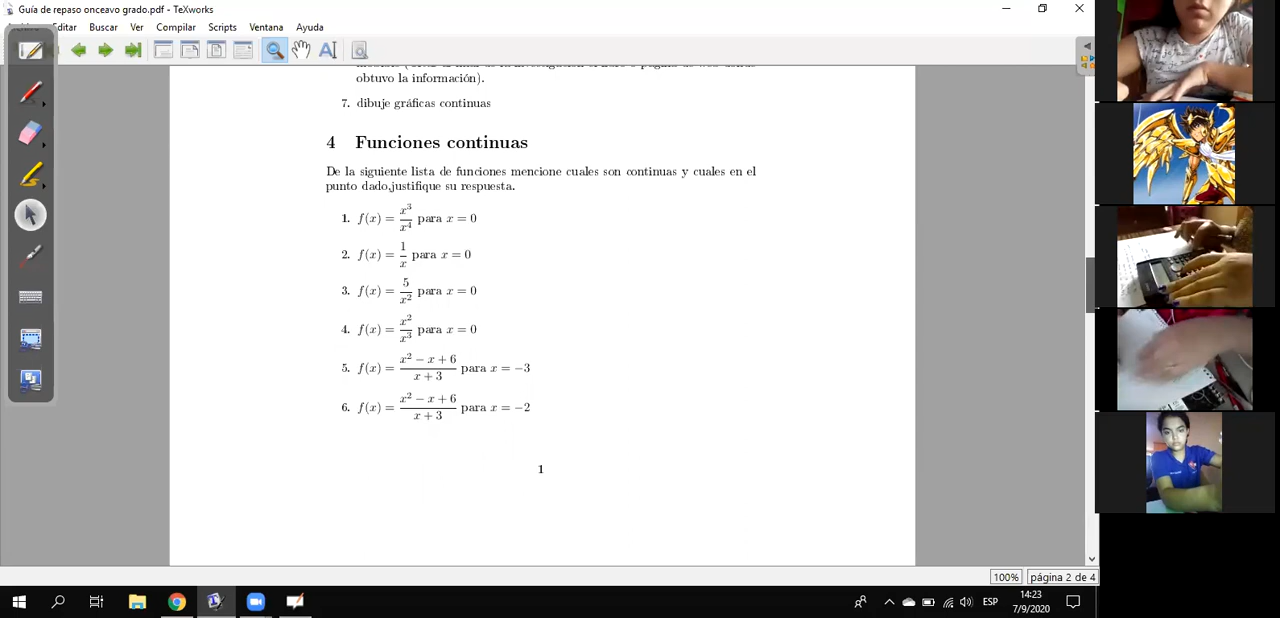 Guía de repaso onceavo grado.pdf - TeXworks
Editar Buscar Ver Compilar Scripts Ventana Ayuda
obtuvo la información).
7. dibuje gráficas continuas
4 Funciones continuas
De la siguiente lista de funciones mencione cuales son continuas y cuales en el
punto dado,justifique su respuesta.
1. f(x) = x^3/x^4 para x = 0
2. f(x) = 1/x para x = 0
3. f(x) = 5/x^2 para x = 0
4. f(x) = x^2/x^3 para x = 0
5. f(x) = (x^2 − x + 6)/(x + 3) para x = −3
6. f(x) = (x^2 − x + 6)/(x + 3) para x = −2
1
100% página 2 de 4
ESP
14:23
7/9/2020